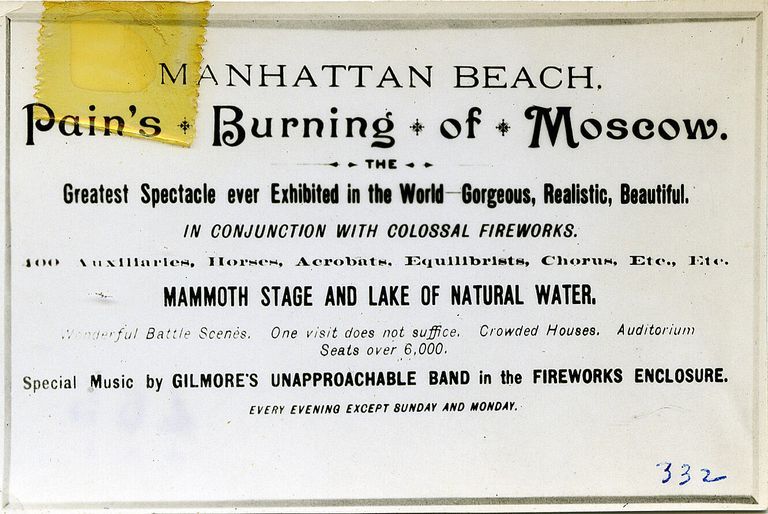 MANHATTAN BEACH.
Pain's Burning of Moscow.
THE
Greatest Spectacle ever Exhibited in the World—Gorgeous, Realistic, Beautiful.
IN CONJUNCTION WITH COLOSSAL FIREWORKS.
400 Auxiliaries, Horses, Acrobats, Equilibrists, Chorus, Etc., Etc.
MAMMOTH STAGE AND LAKE OF NATURAL WATER.
Wonderful Battle Scenes. One visit does not suffice. Crowded Houses. Auditorium
Seats over 6,000.
Special Music by GILMORE'S UNAPPROACHABLE BAND in the FIREWORKS ENCLOSURE.
EVERY EVENING EXCEPT SUNDAY AND MONDAY.
332